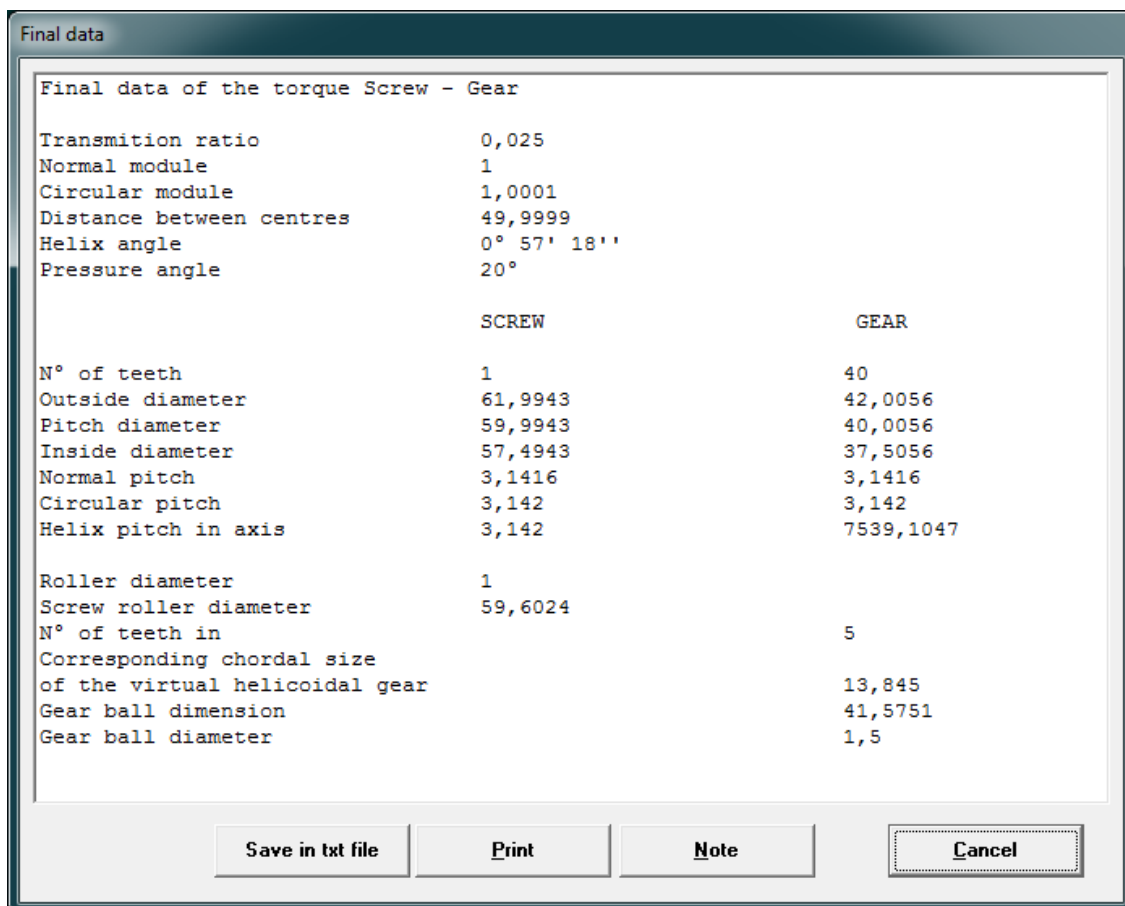 Final data
Final data of the torque Screw - Gear
Transmition ratio 0,025
Normal module 1
Circular module 1,0001
Distance between centres 49,9999
Helix angle 0° 57' 18''
Pressure angle 20°
SCREW GEAR
N° of teeth 1 40
Outside diameter 61,9943 42,0056
Pitch diameter 59,9943 40,0056
Inside diameter 57,4943 37,5056
Normal pitch 3,1416 3,1416
Circular pitch 3,142 3,142
Helix pitch in axis 3,142 7539,1047
Roller diameter 1
Screw roller diameter 59,6024
N° of teeth in 5
Corresponding chordal size
of the virtual helicoidal gear 13,845
Gear ball dimension 41,5751
Gear ball diameter 1,5
Save in txt file Print Note Cancel